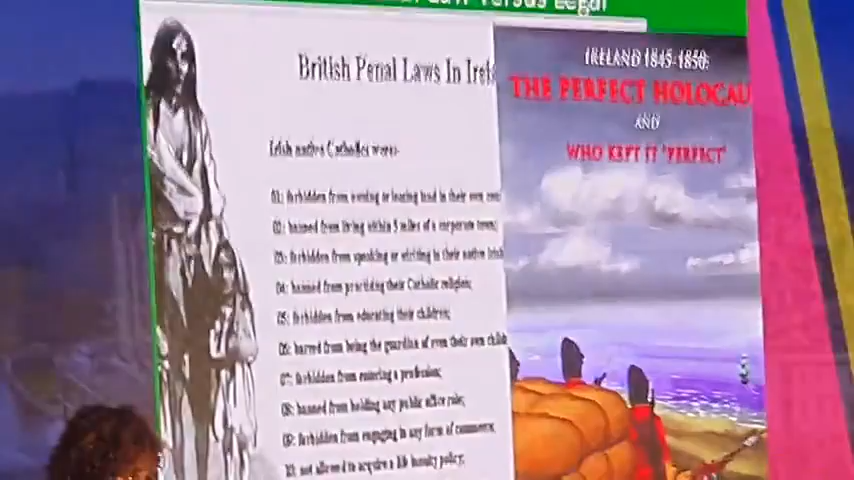 Law versus Legal
British Penal Laws In Irel
Irish native Catholics were:
01: forbidden from owning or leasing land in their own
02: banned from living within 5 miles of a corporate town;
03: forbidden from speaking or writing in their native Irish
04: banned from practising their Catholic religion;
05: forbidden from educating their children;
06: barred from being the guardian of even their own child
07: forbidden from entering a profession;
08: banned from holding any public office role;
09: forbidden from engaging in any form of commerce;
10: not allowed to acquire a life policy;
IRELAND 1845-1850:
THE PERFECT HOLOCAU
AND
WHO KEPT IT 'PERFECT'